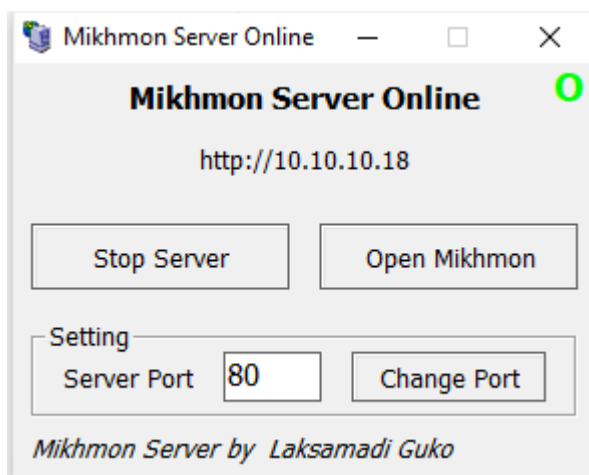 Mikhmon Server Online
Mikhmon Server Online O
http://10.10.10.18
Stop Server Open Mikhmon
Setting
Server Port 80 Change Port
Mikhmon Server by Laksamadi Guko